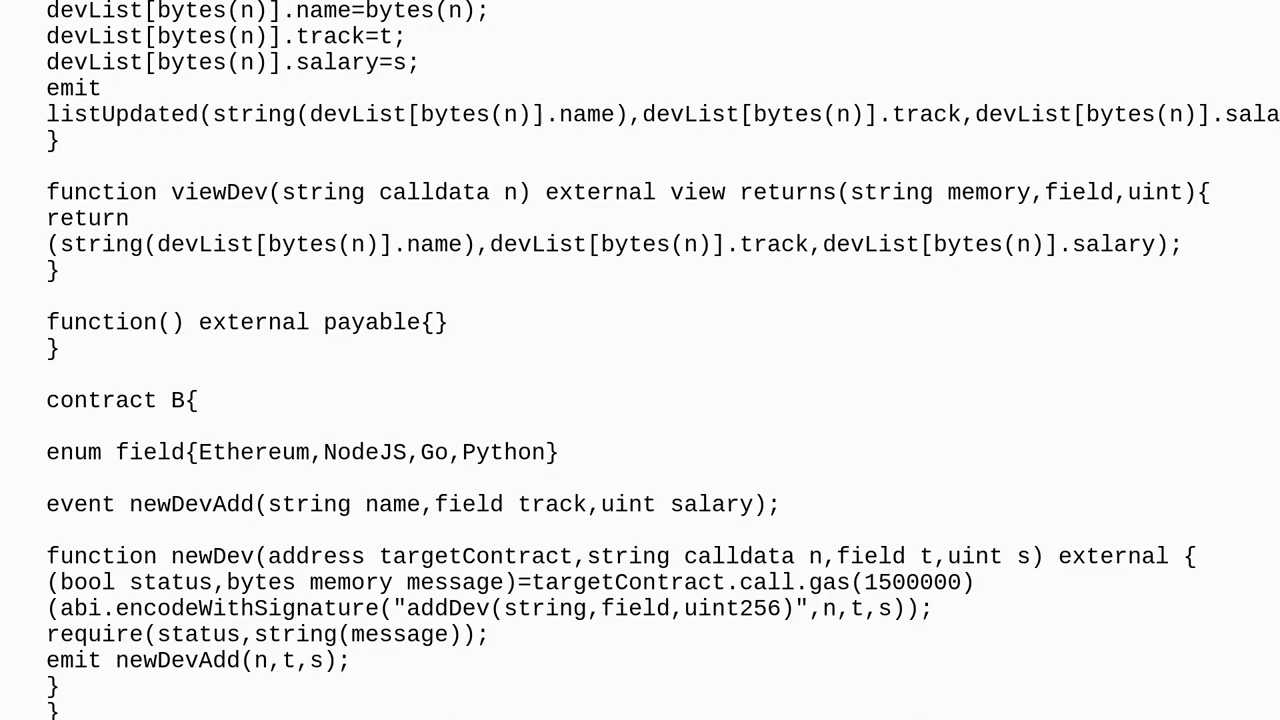 devList[bytes(n)].name=bytes(n);
devList[bytes(n)].track=t;
devList[bytes(n)].salary=s;
emit
listUpdated(string(devList[bytes(n)].name),devList[bytes(n)].track,devList[bytes(n)].sala
}
function viewDev(string calldata n) external view returns(string memory,field,uint){
return
(string(devList[bytes(n)].name),devList[bytes(n)].track,devList[bytes(n)].salary);
}
function() external payable{}
}
contract B{
enum field{Ethereum,NodeJS,Go,Python}
event newDevAdd(string name,field track,uint salary);
function newDev(address targetContract,string calldata n,field t,uint s) external {
(bool status,bytes memory message)=targetContract.call.gas(1500000)
(abi.encodeWithSignature("addDev(string,field,uint256)",n,t,s));
require(status,string(message));
emit newDevAdd(n,t,s);
}
}